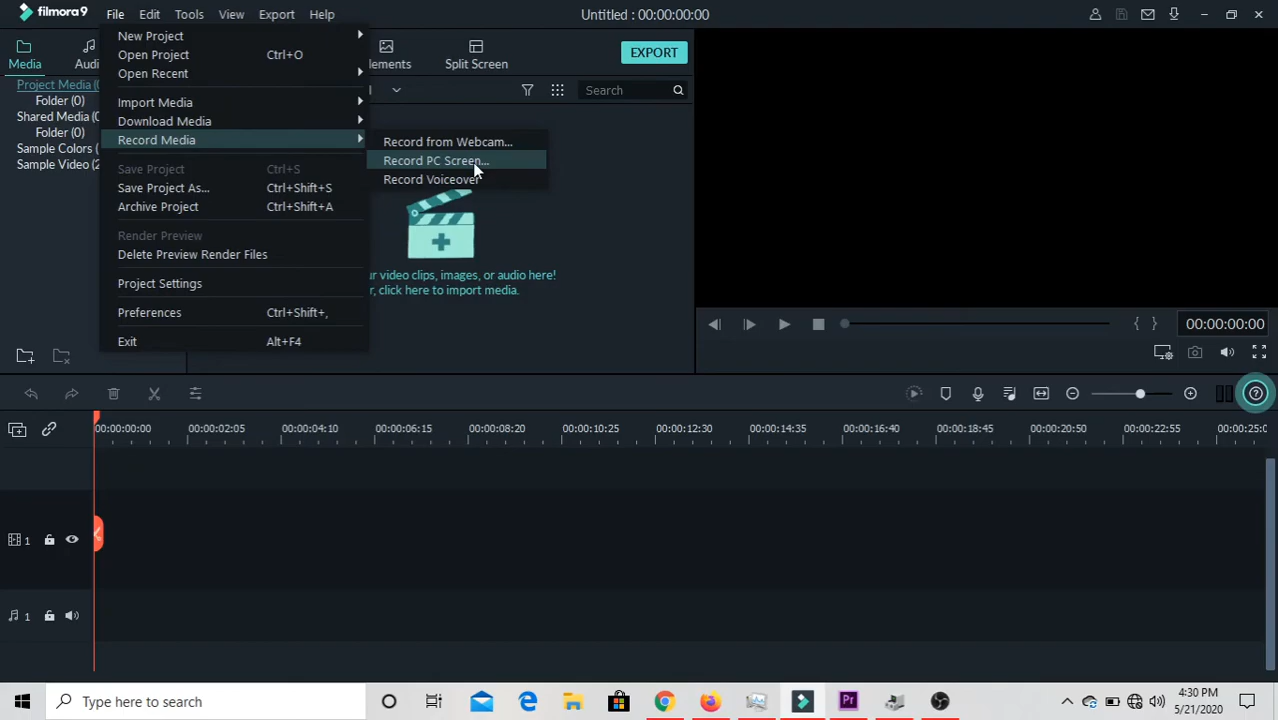 filmora9 File Edit Tools View Export Help Untitled : 00:00:00:00
Media Audi lements Split Screen EXPORT
New Project
Open Project Ctrl+O
Open Recent
Import Media
Download Media
Record Media
Save Project Ctrl+S
Save Project As... Ctrl+Shift+S
Archive Project Ctrl+Shift+A
Render Preview
Delete Preview Render Files
Project Settings
Preferences Ctrl+Shift+,
Exit Alt+F4
Record from Webcam...
Record PC Screen...
Record Voiceover
Project Media (0
Folder (0)
Shared Media (0
Folder (0)
Sample Colors (
Sample Video (2
Search
ur video clips, images, or audio here!
r, click here to import media.
{ } 00:00:00:00
00:00:00:00 00:00:02:05 00:00:04:10 00:00:06:15 00:00:08:20 00:00:10:25 00:00:12:30 00:00:14:35 00:00:16:40 00:00:18:45 00:00:20:50 00:00:22:55 00:00:25:0
1
1
Type here to search
Pr
4:30 PM
5/21/2020